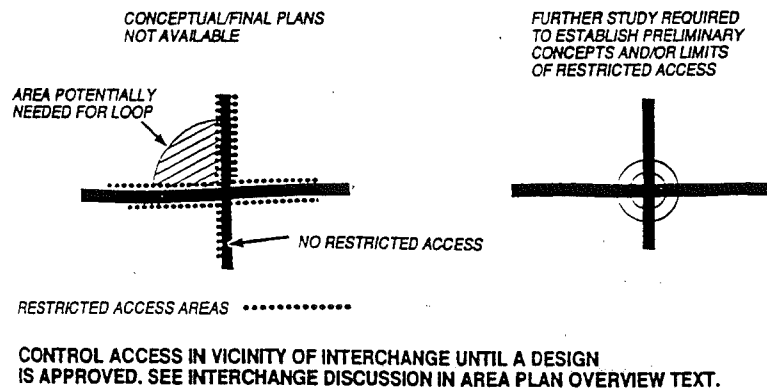 CONCEPTUAL/FINAL PLANS
NOT AVAILABLE
FURTHER STUDY REQUIRED
TO ESTABLISH PRELIMINARY
CONCEPTS AND/OR LIMITS
OF RESTRICTED ACCESS
AREA POTENTIALLY
NEEDED FOR LOOP
NO RESTRICTED ACCESS
RESTRICTED ACCESS AREAS
CONTROL ACCESS IN VICINITY OF INTERCHANGE UNTIL A DESIGN
IS APPROVED. SEE INTERCHANGE DISCUSSION IN AREA PLAN OVERVIEW TEXT.